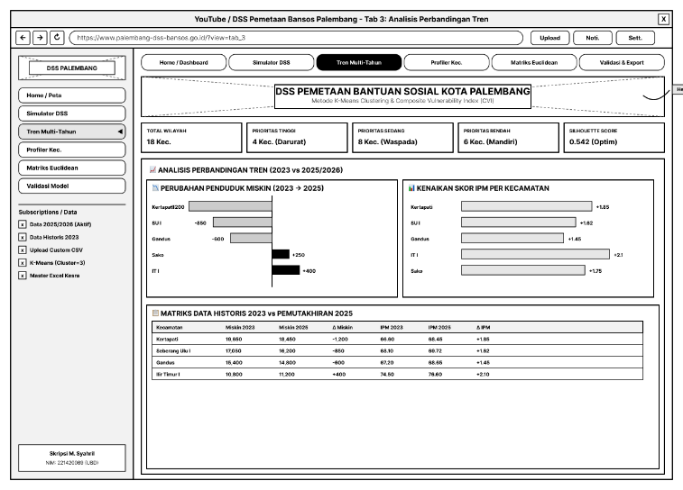 YouTube / DSS Pemetaan Bansos Palembang - Tab 3: Analisis Perbandingan Tren
X
https://www.palembang-dss-bansos.go.id/?view=tab_3
Upload
Noti.
Sett.
DSS PALEMBANG
Home / Peta
Simulator DSS
Tren Multi-Tahun
Profiler Kec.
Matriks Euclidean
Validasi Model
Subscriptions / Data
x Data 2025/2026 (Aktif)
x Data Historis 2023
x Upload Custom CSV
x K-Means (Cluster=3)
x Master Excel Kesra
Skripsi M. Syahril
NIM: 221420089 (UBD)
Home / Dashboard
Simulator DSS
Tren Multi-Tahun
Profiler Kec.
Matriks Euclidean
Validasi & Export
DSS PEMETAAN BANTUAN SOSIAL KOTA PALEMBANG
Metode K-Means Clustering & Composite Vulnerability Index (CVI)
TOTAL WILAYAH
18 Kec.
PRIORITAS TINGGI
4 Kec. (Darurat)
PRIORITAS SEDANG
8 Kec. (Waspada)
PRIORITAS RENDAH
6 Kec. (Mandiri)
SILHOUETTE SCORE
0.542 (Optim)
ANALISIS PERBANDINGAN TREN (2023 vs 2025/2026)
PERUBAHAN PENDUDUK MISKIN (2023 → 2025)
Kertapati
1200
SU I
-850
Gandus
-600
Sako
+250
IT I
+400
KENAIKAN SKOR IPM PER KECAMATAN
Kertapati
+1.85
SU I
+1.62
Gandus
+1.45
IT I
+2.1
Sako
+1.75
MATRIKS DATA HISTORIS 2023 vs PEMUTAKHIRAN 2025
Kecamatan Miskin 2023 Miskin 2025 Δ Miskin IPM 2023 IPM 2025 Δ IPM
Kertapati 19,650 18,450 -1,200 66.60 68.45 +1.85
Seberang Ulu I 17,050 16,200 -850 68.10 69.72 +1.62
Gandus 15,400 14,800 -600 67.20 68.65 +1.45
Ilir Timur I 10,800 11,200 +400 76.50 78.60 +2.10